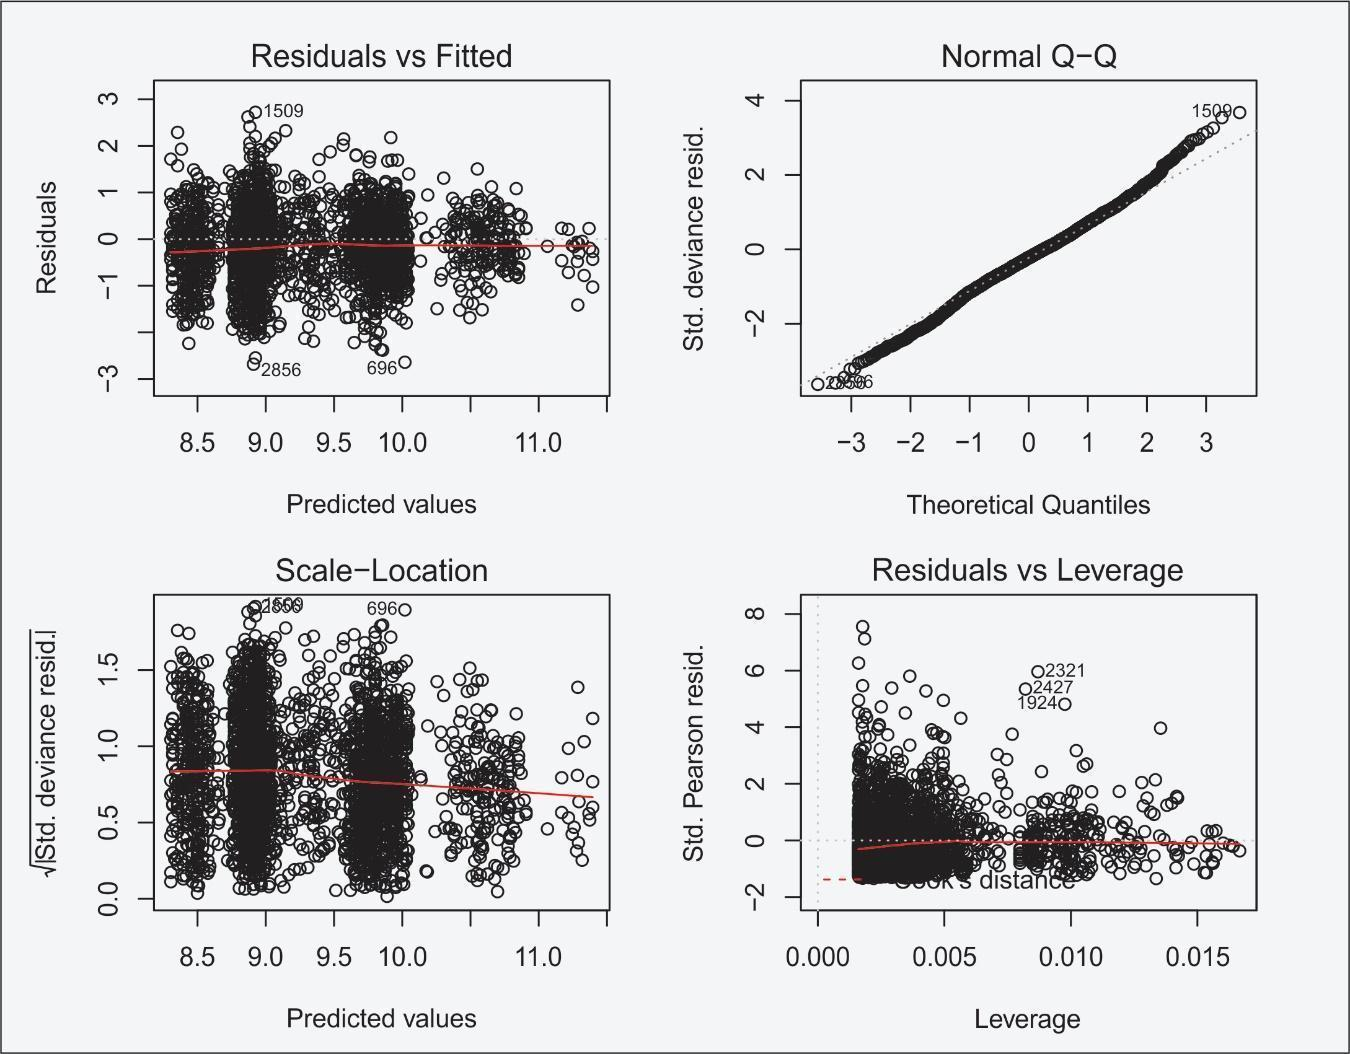 Residuals vs Fitted
Residuals
3
2
1
0
−1
−3
1509
2856
696
8.5 9.0 9.5 10.0 11.0
Predicted values
Normal Q−Q
Std. deviance resid.
4
2
0
−2
1509
−3 −2 −1 0 1 2 3
Theoretical Quantiles
Scale−Location
√|Std. deviance resid.|
1.5
1.0
0.5
0.0
696
8.5 9.0 9.5 10.0 11.0
Predicted values
Residuals vs Leverage
Std. Pearson resid.
8
6
4
2
0
−2
2321
2427
1924
Cook's distance
0.000 0.005 0.010 0.015
Leverage